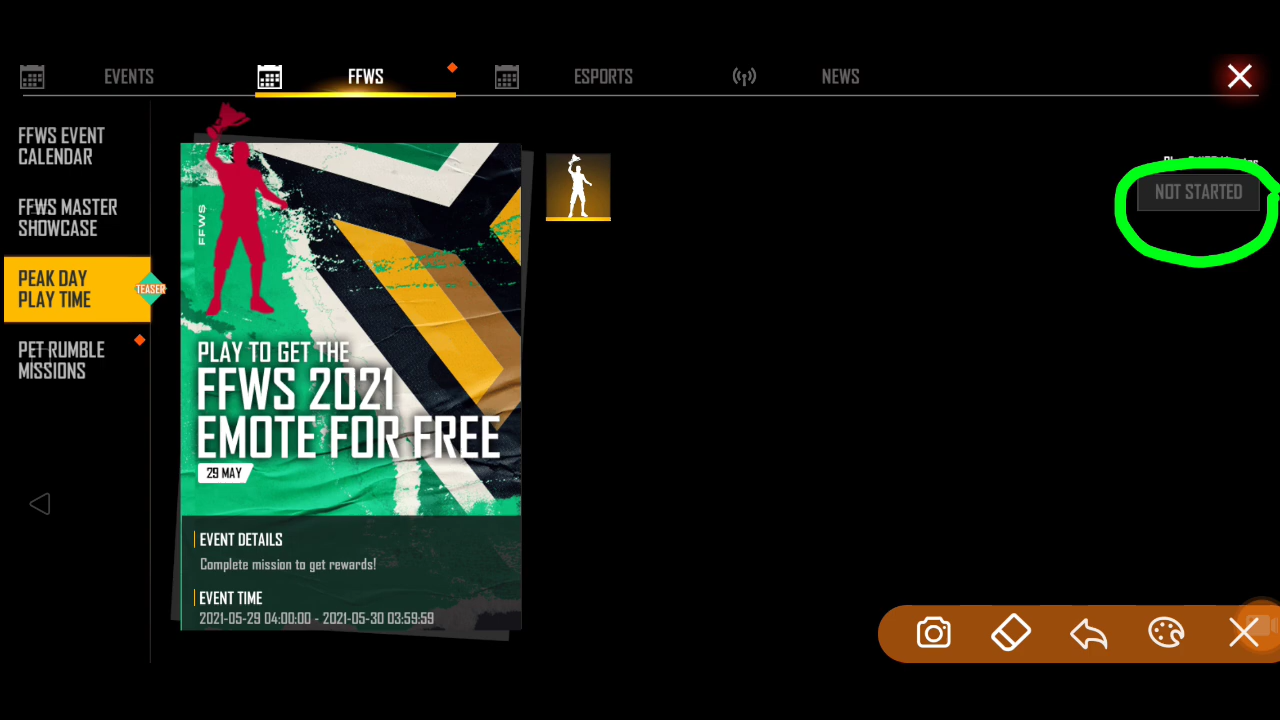 EVENTS
FFWS
ESPORTS
NEWS
FFWS EVENT
CALENDAR
FFWS MASTER
SHOWCASE
PEAK DAY
PLAY TIME
TEASER
PET RUMBLE
MISSIONS
FFWS
PLAY TO GET THE
FFWS 2021
EMOTE FOR FREE
29 MAY
EVENT DETAILS
Complete mission to get rewards!
EVENT TIME
2021-05-29 04:00:00 - 2021-05-30 03:59:59
NOT STARTED